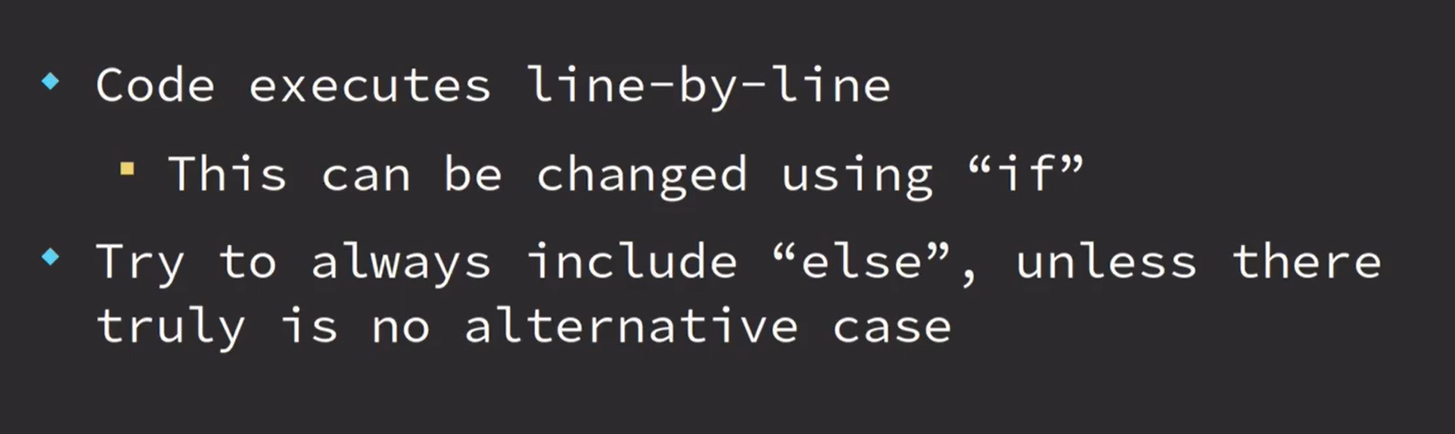 Code executes line-by-line
This can be changed using “if”
Try to always include “else”, unless there
truly is no alternative case